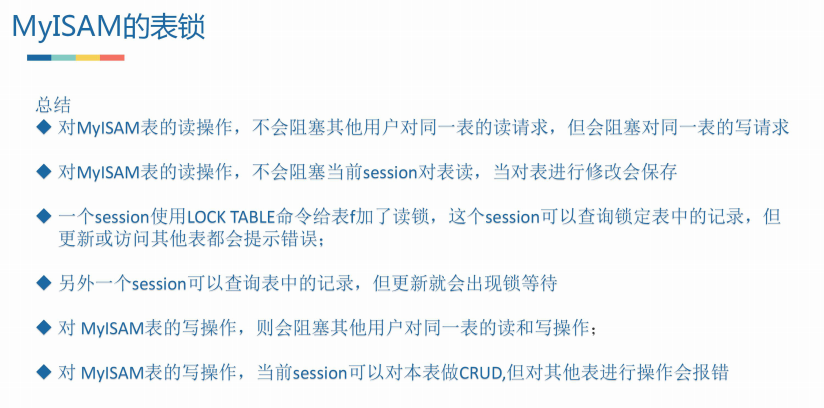 MyISAM的表锁
总结
◆ 对MyISAM表的读操作，不会阻塞其他用户对同一表的读请求，但会阻塞对同一表的写请求
◆ 对MyISAM表的读操作，不会阻塞当前session对表读，当对表进行修改会保存
◆ 一个session使用LOCK TABLE命令给表f加了读锁，这个session可以查询锁定表中的记录，但
更新或访问其他表都会提示错误；
◆ 另外一个session可以查询表中的记录，但更新就会出现锁等待
◆ 对 MyISAM表的写操作，则会阻塞其他用户对同一表的读和写操作；
◆ 对 MyISAM表的写操作，当前session可以对本表做CRUD,但对其他表进行操作会报错